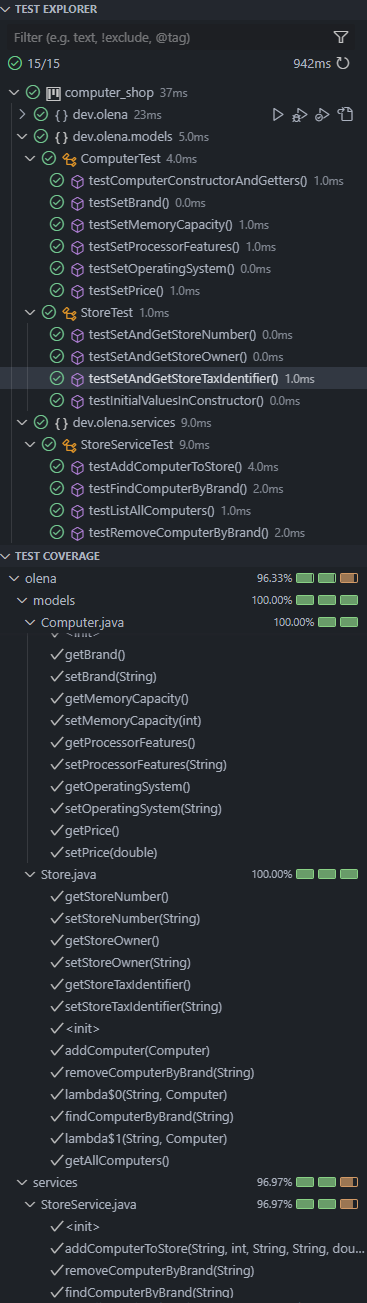 TEST EXPLORER
Filter (e.g. text, !exclude, @tag)
15/15 942ms
computer_shop 37ms
{ } dev.olena 23ms
{ } dev.olena.models 5.0ms
ComputerTest 4.0ms
testComputerConstructorAndGetters() 1.0ms
testSetBrand() 0.0ms
testSetMemoryCapacity() 1.0ms
testSetProcessorFeatures() 1.0ms
testSetOperatingSystem() 0.0ms
testSetPrice() 1.0ms
StoreTest 1.0ms
testSetAndGetStoreNumber() 0.0ms
testSetAndGetStoreOwner() 0.0ms
testSetAndGetStoreTaxIdentifier() 1.0ms
testInitialValuesInConstructor() 0.0ms
{ } dev.olena.services 9.0ms
StoreServiceTest 9.0ms
testAddComputerToStore() 4.0ms
testFindComputerByBrand() 2.0ms
testListAllComputers() 1.0ms
testRemoveComputerByBrand() 2.0ms
TEST COVERAGE
olena 96.33%
models 100.00%
Computer.java 100.00%
<init>
getBrand()
setBrand(String)
getMemoryCapacity()
setMemoryCapacity(int)
getProcessorFeatures()
setProcessorFeatures(String)
getOperatingSystem()
setOperatingSystem(String)
getPrice()
setPrice(double)
Store.java 100.00%
getStoreNumber()
setStoreNumber(String)
getStoreOwner()
setStoreOwner(String)
getStoreTaxIdentifier()
setStoreTaxIdentifier(String)
<init>
addComputer(Computer)
removeComputerByBrand(String)
lambda$0(String, Computer)
findComputerByBrand(String)
lambda$1(String, Computer)
getAllComputers()
services 96.97%
StoreService.java 96.97%
<init>
addComputerToStore(String, int, String, String, dou...
removeComputerByBrand(String)
findComputerByBrand(String)